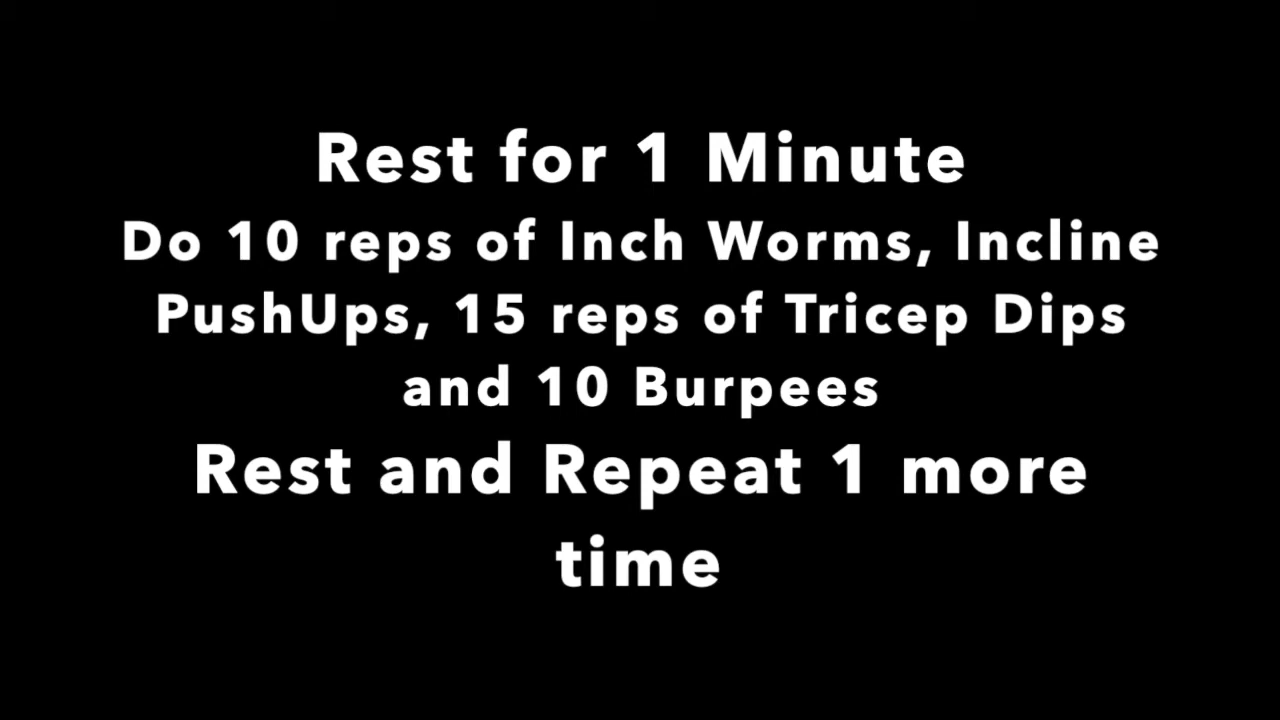 Rest for 1 Minute
Do 10 reps of Inch Worms, Incline
PushUps, 15 reps of Tricep Dips
and 10 Burpees
Rest and Repeat 1 more
time